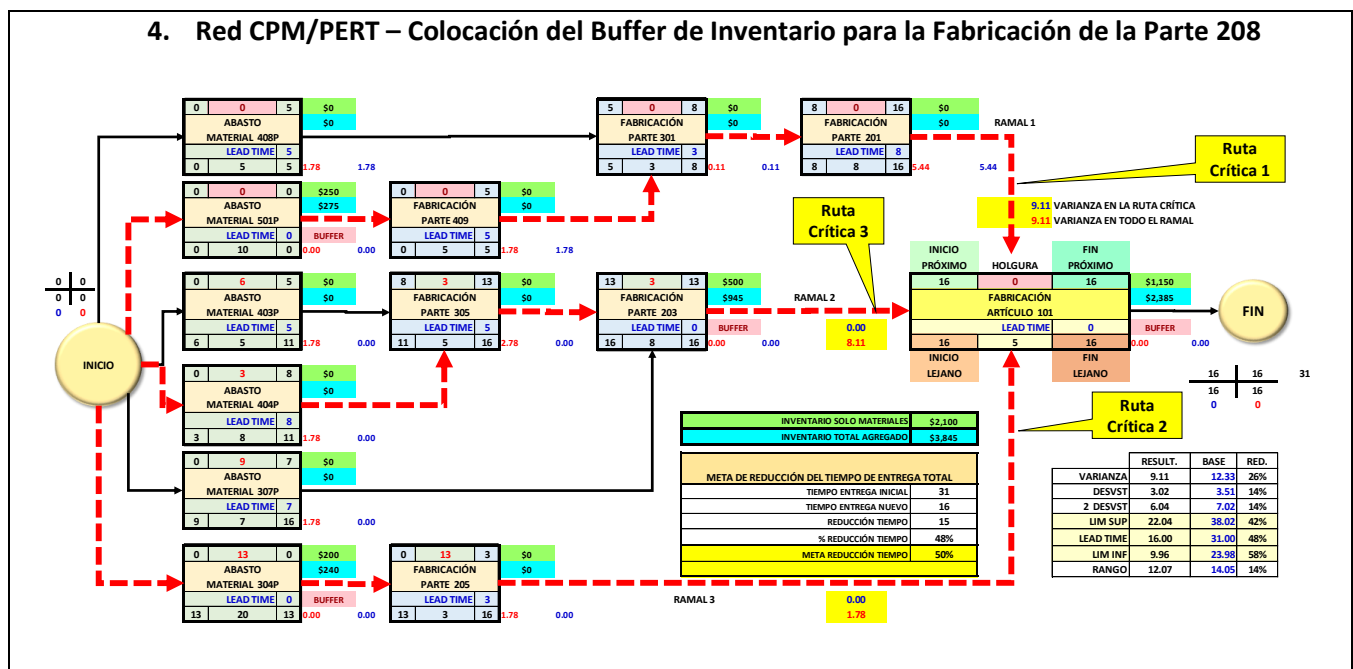 4. Red CPM/PERT – Colocación del Buffer de Inventario para la Fabricación de la Parte 208
0 0 5 $0
ABASTO $0
MATERIAL 408P
LEAD TIME 5
0 5 5 1.78 1.78
5 0 8 $0
FABRICACIÓN $0
PARTE 301
LEAD TIME 3
5 3 8 0.11 0.11
8 0 16 $0
FABRICACIÓN $0
PARTE 201
LEAD TIME 8
8 8 16 5.44 5.44
RAMAL 1
Ruta
Crítica 1
0 0 0 $250
ABASTO $275
MATERIAL 501P
LEAD TIME 0 BUFFER
0 10 0 0.00 0.00
0 0 5 $0
FABRICACIÓN $0
PARTE 409
LEAD TIME 5
0 5 5 1.78 1.78
9.11 VARIANZA EN LA RUTA CRÍTICA
9.11 VARIANZA EN TODO EL RAMAL
Ruta
Crítica 3
0 0
0 0
0 0
INICIO
0 6 5 $0
ABASTO $0
MATERIAL 403P
LEAD TIME 5
6 5 11 1.78 0.00
8 3 13 $0
FABRICACIÓN $0
PARTE 305
LEAD TIME 5
11 5 16 2.78 0.00
13 3 13 $500
FABRICACIÓN $945
PARTE 203
LEAD TIME 0 BUFFER
16 8 16 0.00 0.00
RAMAL 2
0.00
8.11
INICIO FIN
PRÓXIMO HOLGURA PRÓXIMO
16 0 16 $1,150
FABRICACIÓN $2,385
ARTÍCULO 101
LEAD TIME 0 BUFFER
16 5 16 0.00 0.00
INICIO FIN
LEJANO LEJANO
FIN
16 16 31
16 16
0 0
0 3 8 $0
ABASTO $0
MATERIAL 404P
LEAD TIME 8
3 8 11 1.78 0.00
Ruta
Crítica 2
0 9 7 $0
ABASTO $0
MATERIAL 307P
LEAD TIME 7
9 7 16 1.78 0.00
INVENTARIO SOLO MATERIALES $2,100
INVENTARIO TOTAL AGREGADO $3,845
META DE REDUCCIÓN DEL TIEMPO DE ENTREGA TOTAL
TIEMPO ENTREGA INICIAL 31
TIEMPO ENTREGA NUEVO 16
REDUCCIÓN TIEMPO 15
% REDUCCIÓN TIEMPO 48%
META REDUCCIÓN TIEMPO 50%
RESULT. BASE RED.
VARIANZA 9.11 12.33 26%
DESVST 3.02 3.51 14%
2 DESVST 6.04 7.02 14%
LIM SUP 22.04 38.02 42%
LEAD TIME 16.00 31.00 48%
LIM INF 9.96 23.98 58%
RANGO 12.07 14.05 14%
0 13 0 $200
ABASTO $240
MATERIAL 304P
LEAD TIME 0 BUFFER
13 20 13 0.00 0.00
0 13 3 $0
FABRICACIÓN $0
PARTE 205
LEAD TIME 3
13 3 16 1.78 0.00
RAMAL 3
0.00
1.78